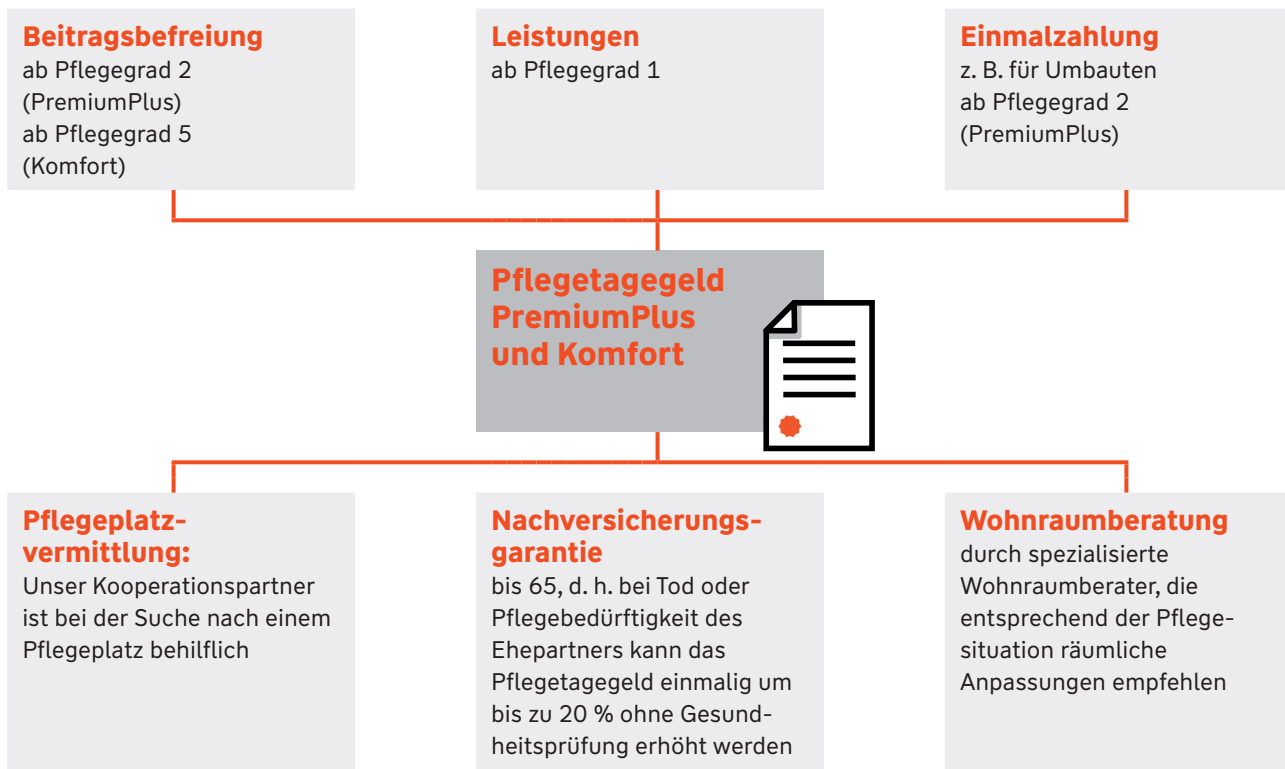 Beitragsbefreiung
ab Pflegegrad 2
(PremiumPlus)
ab Pflegegrad 5
(Komfort)
Leistungen
ab Pflegegrad 1
Einmalzahlung
z. B. für Umbauten
ab Pflegegrad 2
(PremiumPlus)
Pflegetagegeld
PremiumPlus
und Komfort
Pflegeplatz-
vermittlung:
Unser Kooperationspartner
ist bei der Suche nach einem
Pflegeplatz behilflich
Nachversicherungs-
garantie
bis 65, d. h. bei Tod oder
Pflegebedürftigkeit des
Ehepartners kann das
Pflegetagegeld einmalig um
bis zu 20 % ohne Gesund-
heitsprüfung erhöht werden
Wohnraumberatung
durch spezialisierte
Wohnraumberater, die
entsprechend der Pflege-
situation räumliche
Anpassungen empfehlen